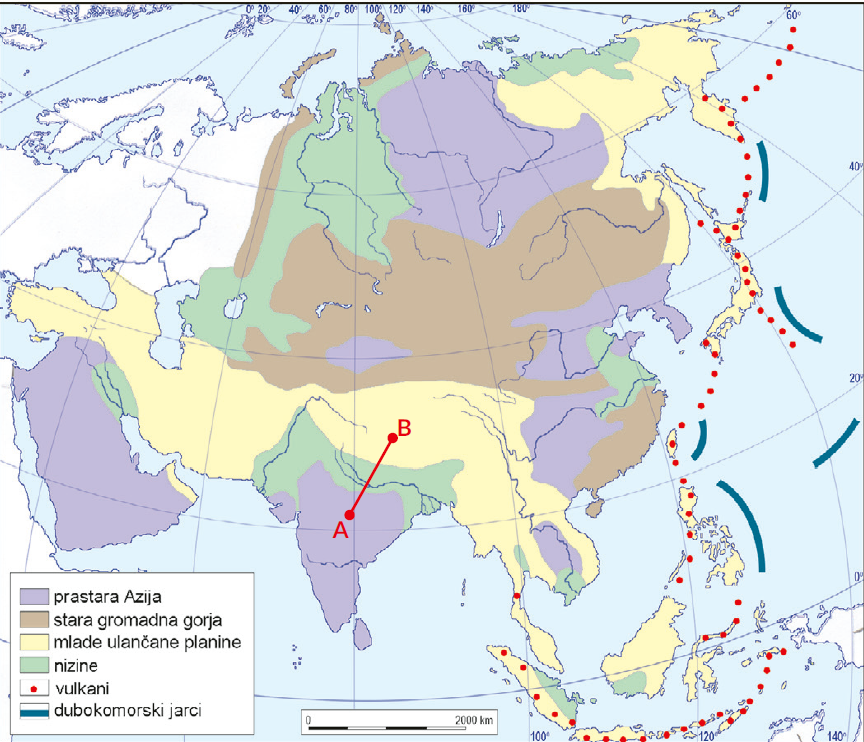 0° 20° 40° 60° 80° 100° 120° 140° 160° 180°
60°
40°
20°
0°
B
A
prastara Azija
stara gromadna gorja
mlađe ulančane planine
nizine
vulkani
dubokomorski jarci
0 2000 km
100° 120° 140°